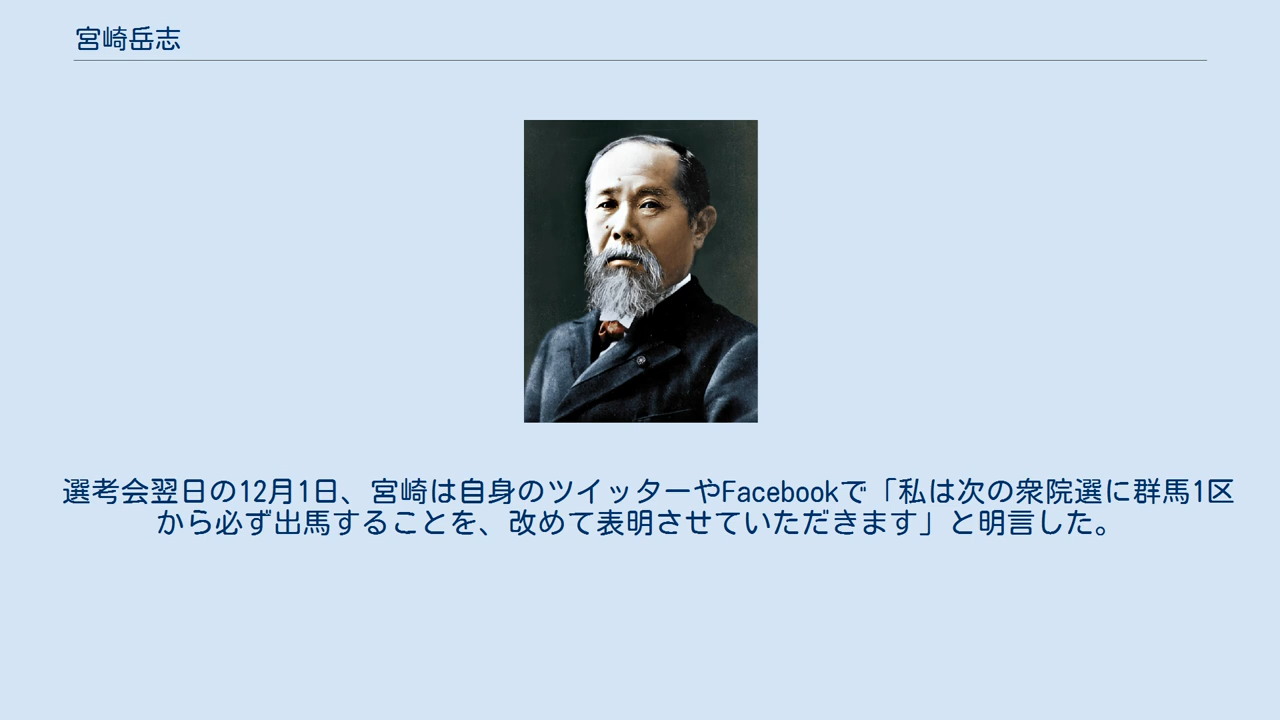 宮崎岳志
選考会翌日の12月1日、宮崎は自身のツイッターやFacebookで「私は次の衆院選に群馬1区
から必ず出馬することを、改めて表明させていただきます」と明言した。